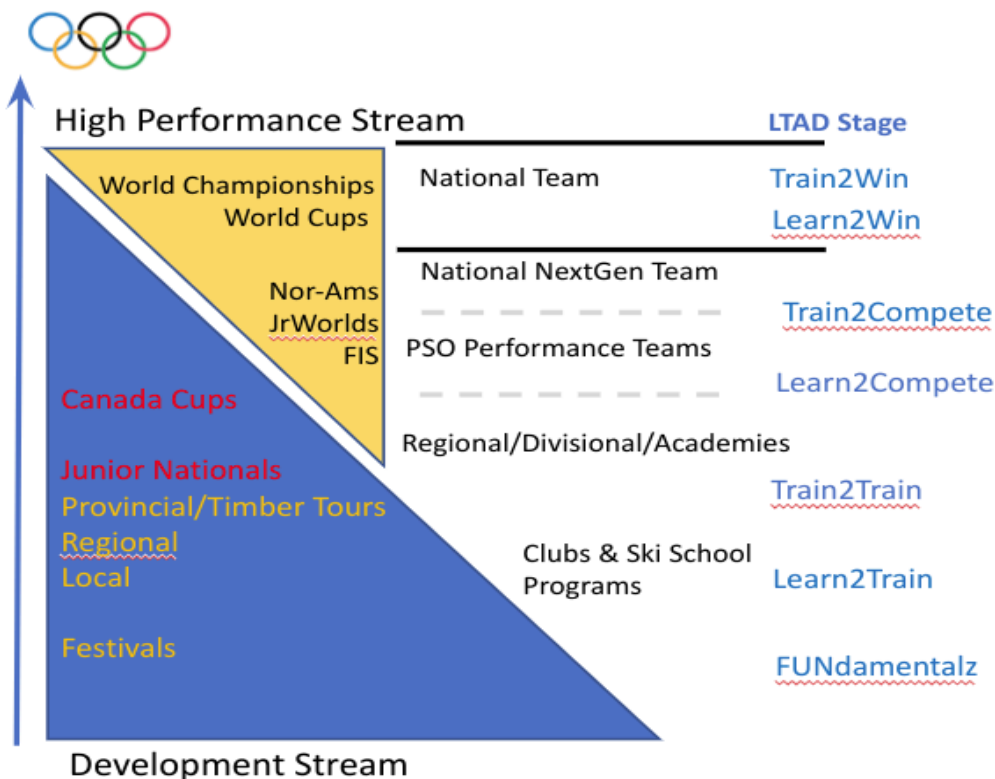 High Performance Stream
LTAD Stage
World Championships
World Cups
National Team
Train2Win
Learn2Win
Nor-Ams
JrWorlds
FIS
National NextGen Team
Train2Compete
PSO Performance Teams
Learn2Compete
Canada Cups
Regional/Divisional/Academies
Junior Nationals
Provincial/Timber Tours
Regional
Local
Train2Train
Clubs & Ski School
Programs
Learn2Train
Festivals
FUNdamentalz
Development Stream